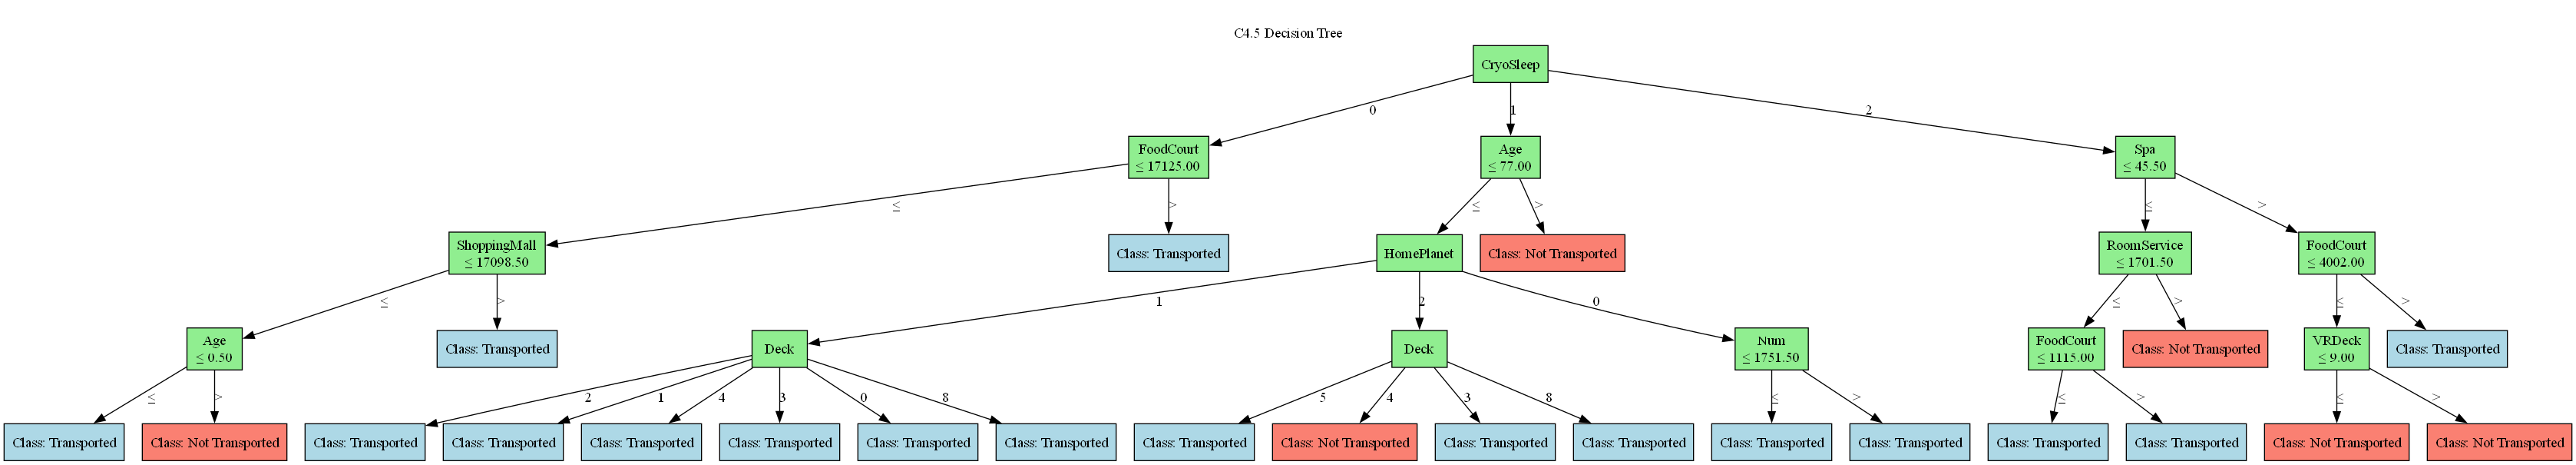 C4.5 Decision Tree
CryoSleep
0
1
2
FoodCourt
≤ 17125.00
Age
≤ 77.00
Spa
≤ 45.50
≤
>
≤
>
≤
>
ShoppingMall
≤ 17098.50
Class: Transported
HomePlanet
Class: Not Transported
RoomService
≤ 1701.50
FoodCourt
≤ 4002.00
≤
>
1
2
0
≤
>
≤
>
Age
≤ 0.50
Class: Transported
Deck
Deck
Num
≤ 1751.50
FoodCourt
≤ 1115.00
Class: Not Transported
VRDeck
≤ 9.00
Class: Transported
≤
>
2
1
4
3
0
8
5
4
3
8
≤
>
≤
>
≤
>
Class: Transported
Class: Not Transported
Class: Transported
Class: Transported
Class: Transported
Class: Transported
Class: Transported
Class: Transported
Class: Transported
Class: Not Transported
Class: Transported
Class: Transported
Class: Transported
Class: Transported
Class: Transported
Class: Transported
Class: Not Transported
Class: Not Transported